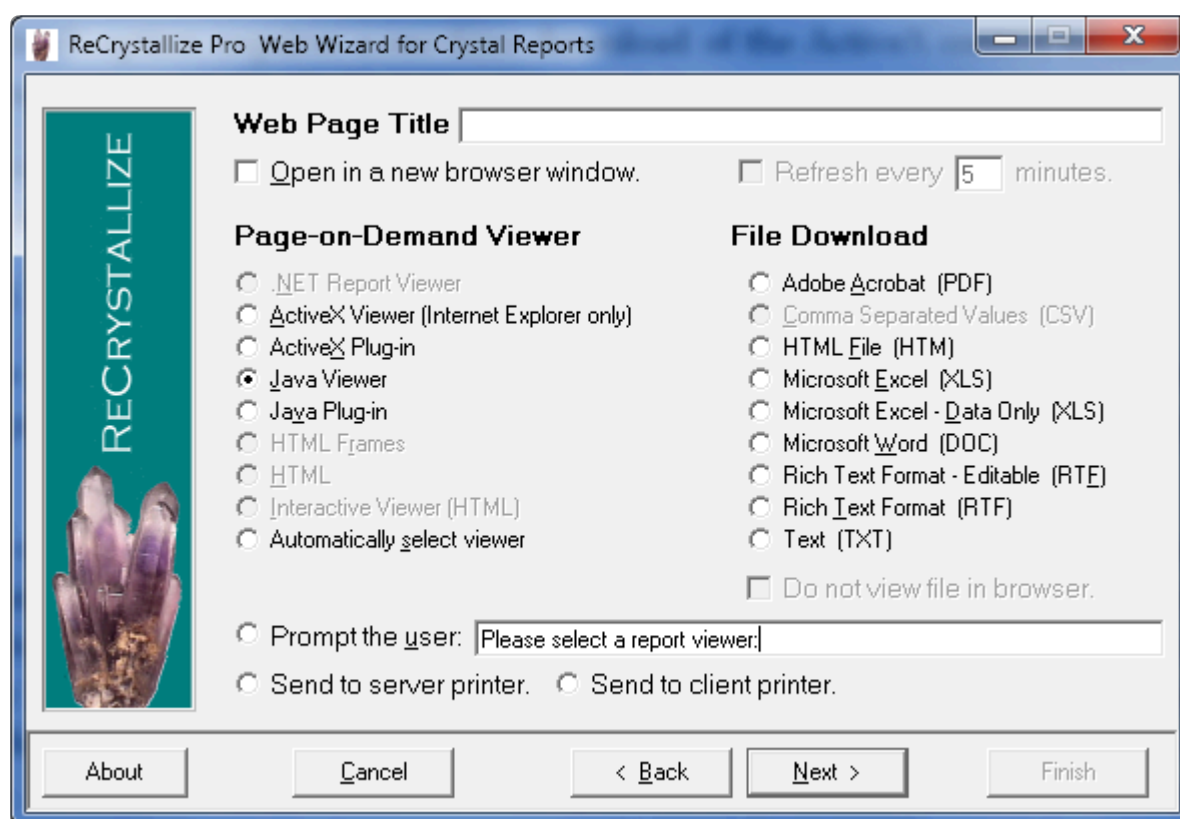 ReCrystallize Pro  Web Wizard for Crystal Reports
RECRYSTALLIZE
Web Page Title
Open in a new browser window.
Refresh every 5 minutes.
Page-on-Demand Viewer
.NET Report Viewer
ActiveX Viewer (Internet Explorer only)
ActiveX Plug-in
Java Viewer
Java Plug-in
HTML Frames
HTML
Interactive Viewer (HTML)
Automatically select viewer
File Download
Adobe Acrobat (PDF)
Comma Separated Values (CSV)
HTML File (HTM)
Microsoft Excel (XLS)
Microsoft Excel - Data Only (XLS)
Microsoft Word (DOC)
Rich Text Format - Editable (RTF)
Rich Text Format (RTF)
Text (TXT)
Do not view file in browser.
Prompt the user: Please select a report viewer:
Send to server printer. Send to client printer.
About Cancel < Back Next > Finish